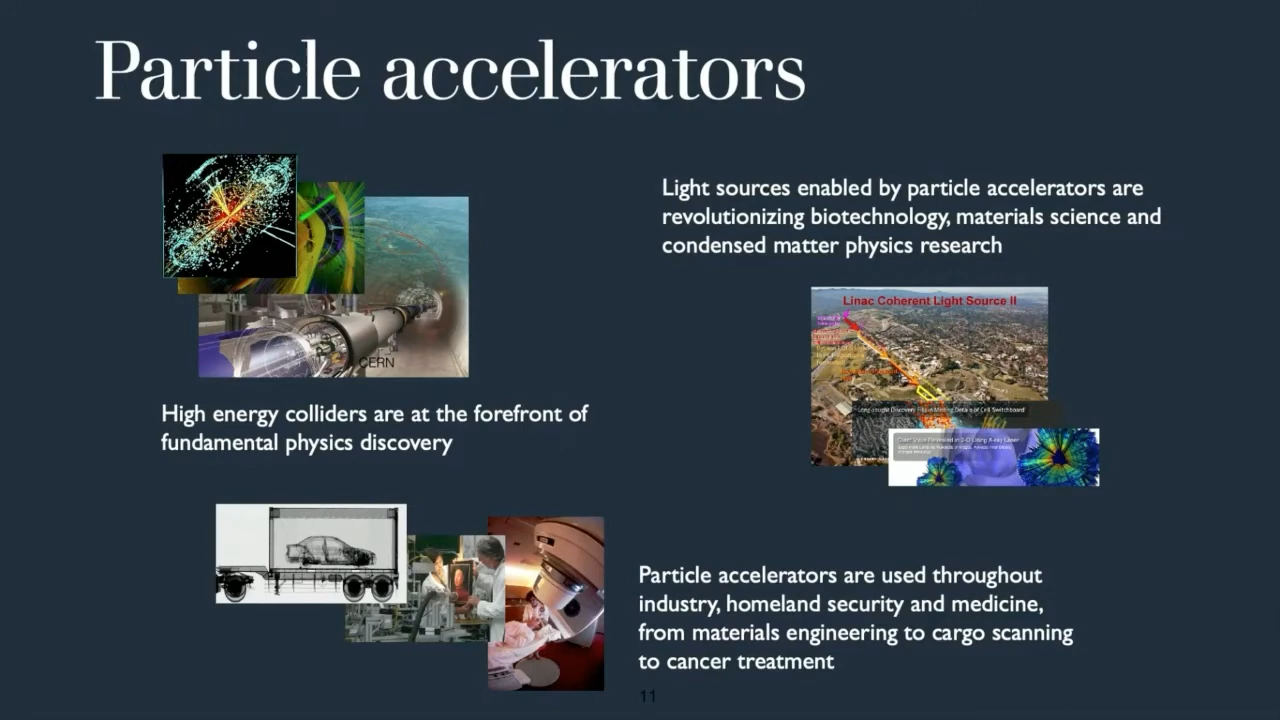 Particle accelerators
Light sources enabled by particle accelerators are
revolutionizing biotechnology, materials science and
condensed matter physics research
Linac Coherent Light Source II
CERN
High energy colliders are at the forefront of
fundamental physics discovery
Particle accelerators are used throughout
industry, homeland security and medicine,
from materials engineering to cargo scanning
to cancer treatment
11